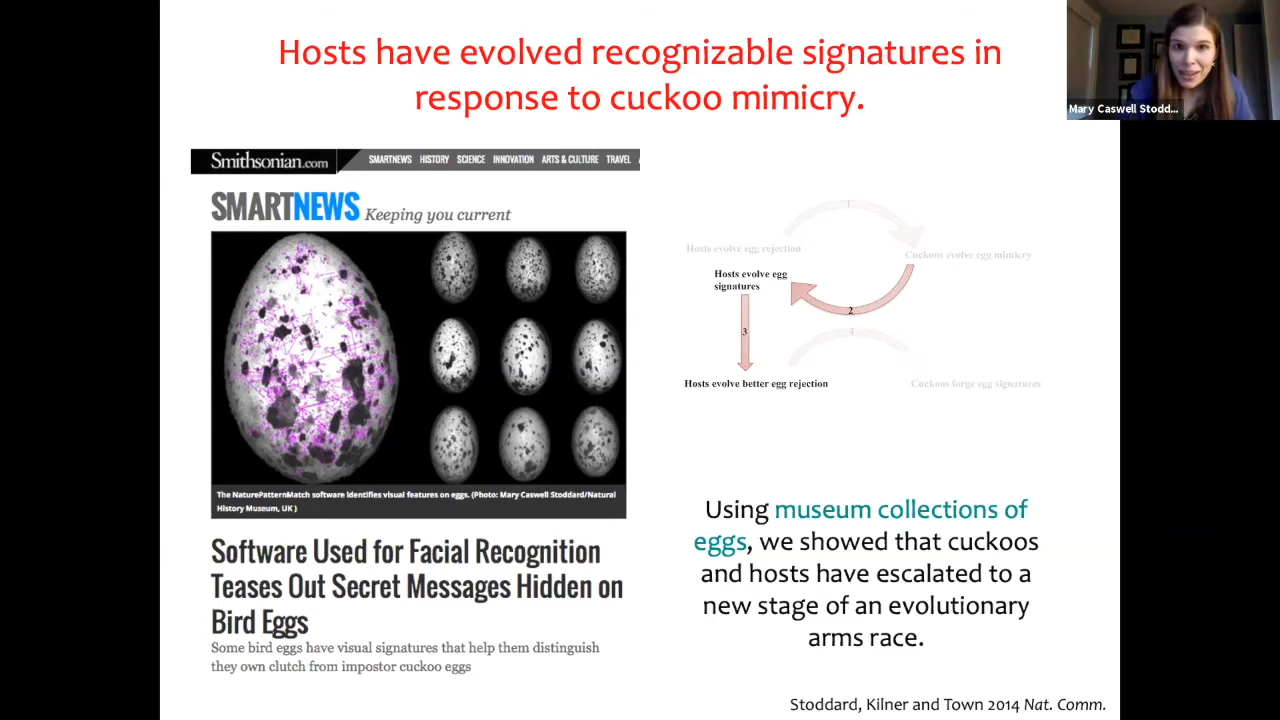 Hosts have evolved recognizable signatures in
response to cuckoo mimicry.
Mary Caswell Stodd...
Smithsonian.com
SMARTNEWS HISTORY SCIENCE INNOVATION ARTS & CULTURE TRAVEL
SMARTNEWS Keeping you current
The NaturePatternMatch software identifies visual features on eggs. (Photo: Mary Caswell Stoddard/Natural
History Museum, UK )
Software Used for Facial Recognition
Teases Out Secret Messages Hidden on
Bird Eggs
Some bird eggs have visual signatures that help them distinguish
they own clutch from impostor cuckoo eggs
1
Hosts evolve egg rejection
Cuckoos evolve egg mimicry
Hosts evolve egg
signatures
2
3
4
Hosts evolve better egg rejection
Cuckoos forge egg signatures
Using museum collections of
eggs, we showed that cuckoos
and hosts have escalated to a
new stage of an evolutionary
arms race.
Stoddard, Kilner and Town 2014 Nat. Comm.